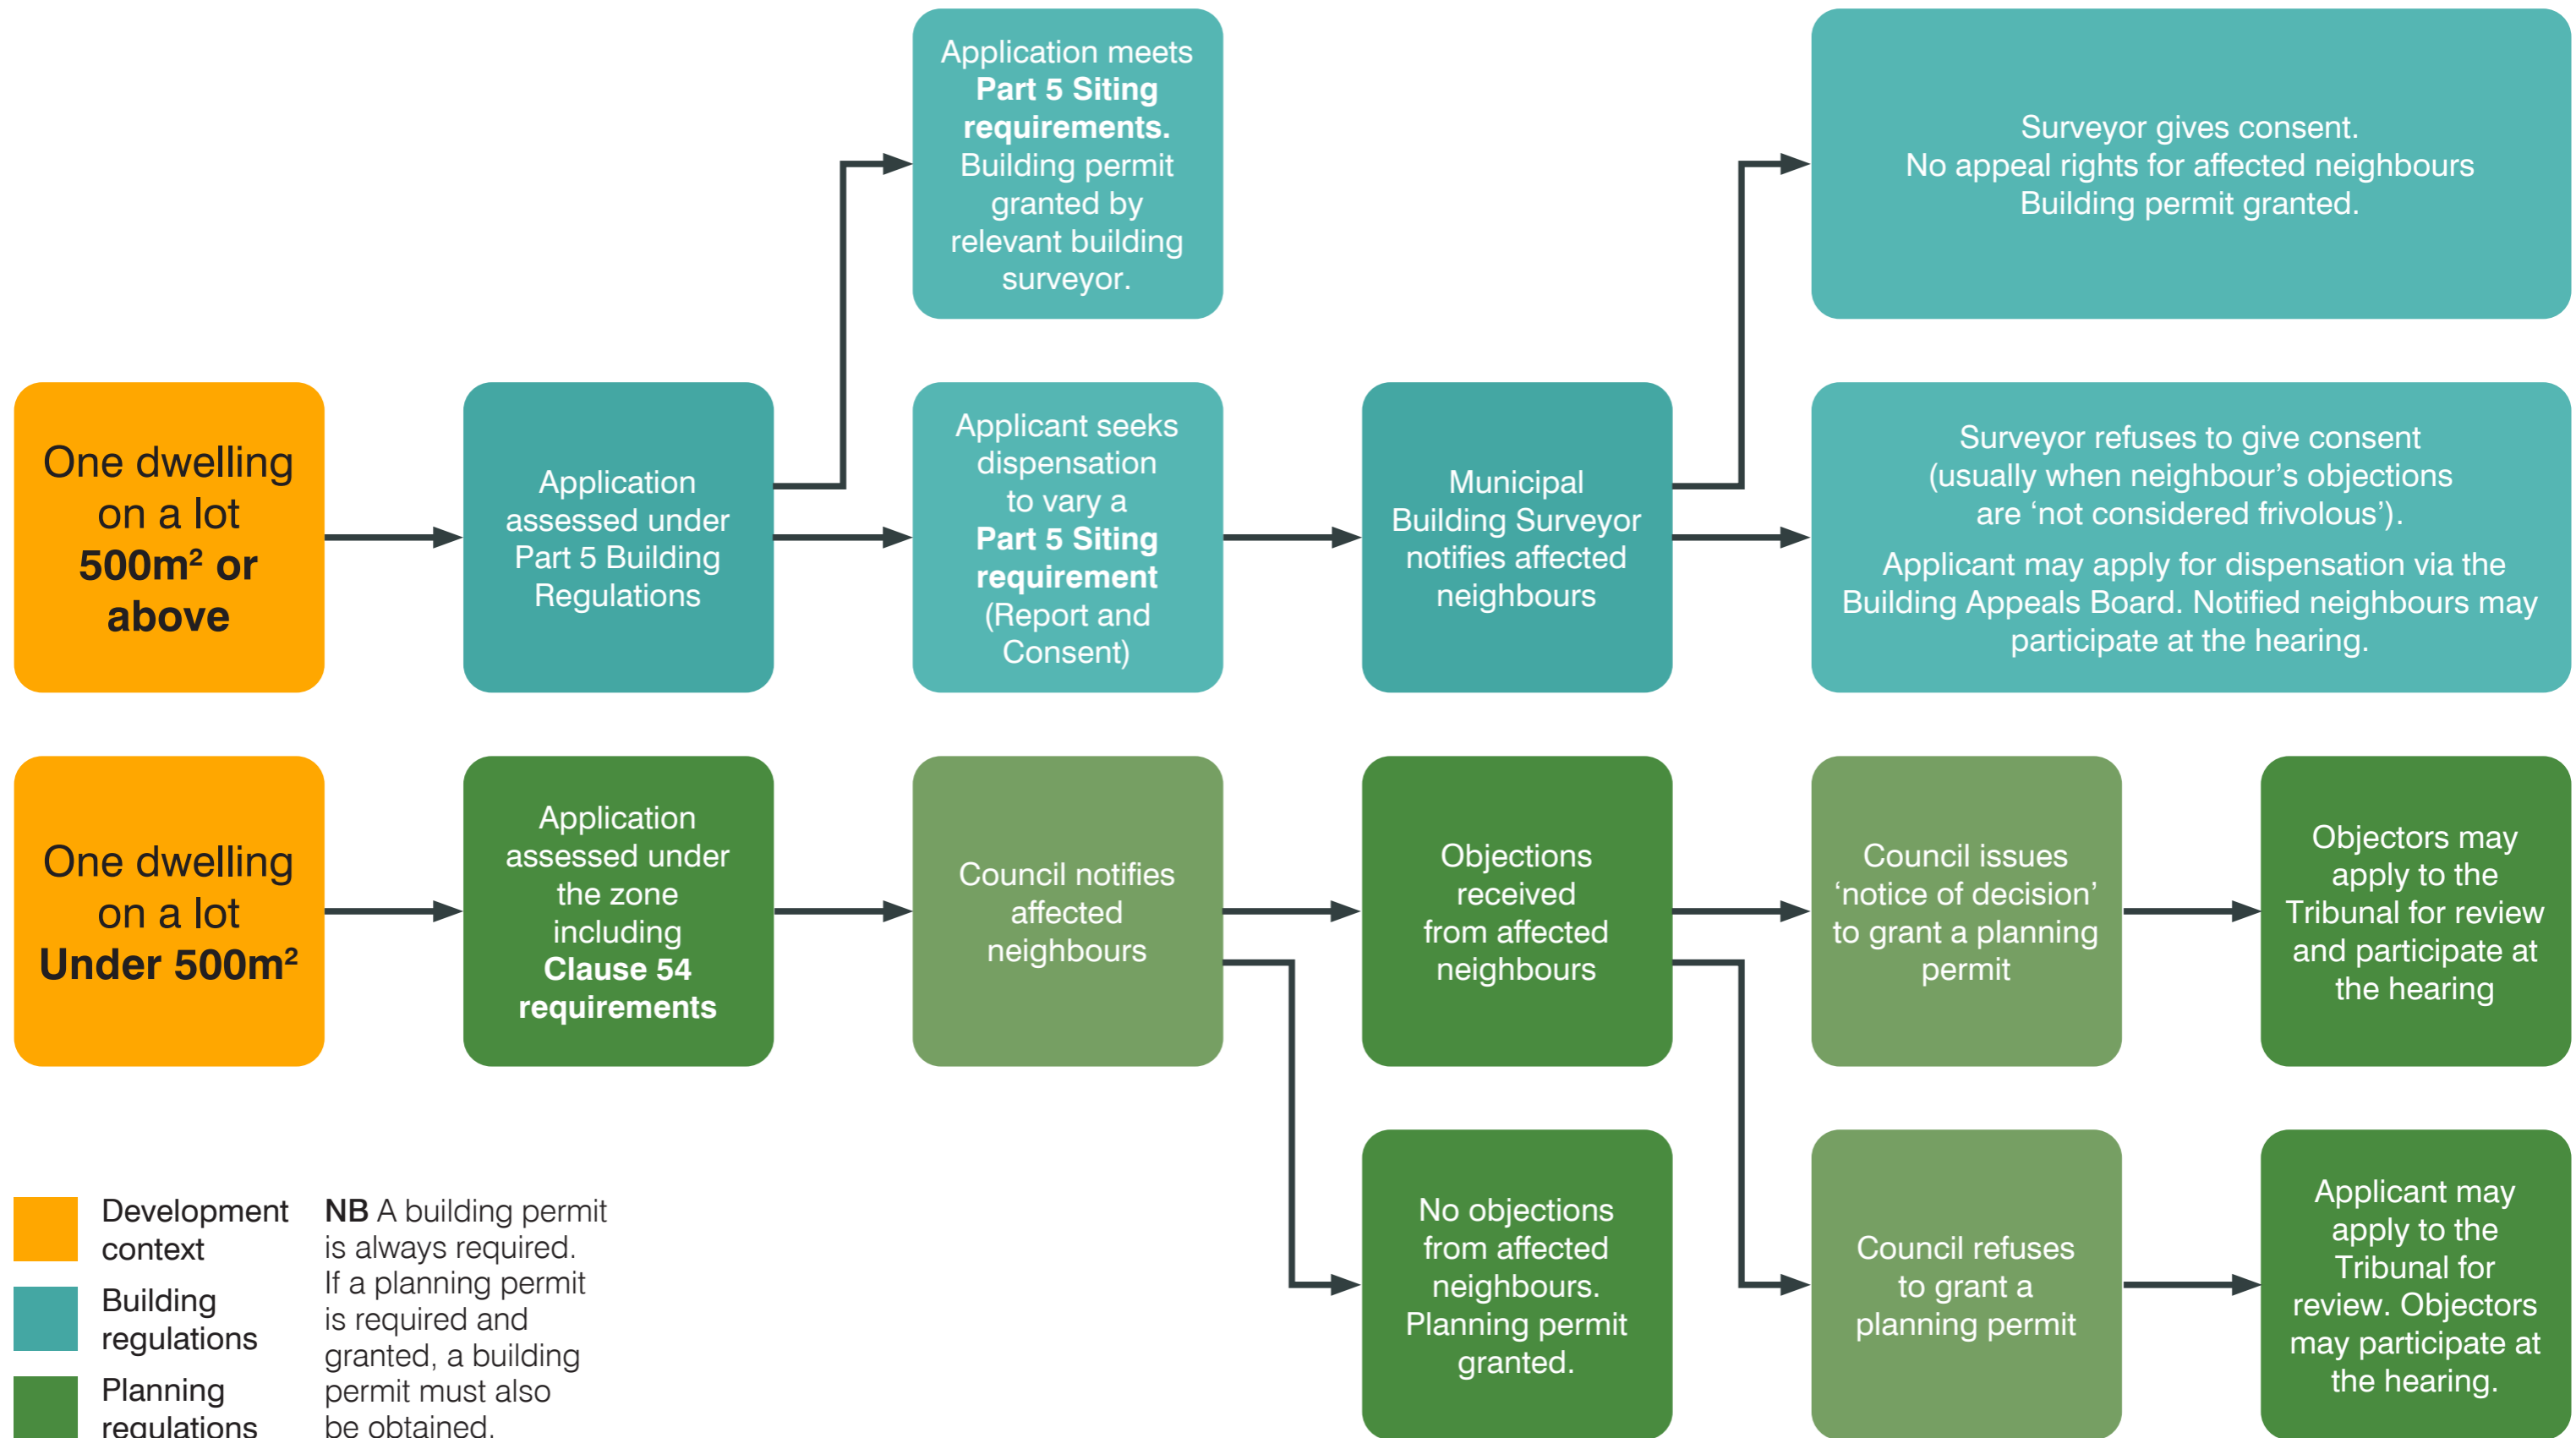 Application meets
Part 5 Siting
requirements.
Building permit
granted by
relevant building
surveyor.
Surveyor gives consent.
No appeal rights for affected neighbours
Building permit granted.
One dwelling
on a lot
500m² or
above
Application
assessed under
Part 5 Building
Regulations
Applicant seeks
dispensation
to vary a
Part 5 Siting
requirement
(Report and
Consent)
Municipal
Building Surveyor
notifies affected
neighbours
Surveyor refuses to give consent
(usually when neighbour’s objections
are ‘not considered frivolous’).
Applicant may apply for dispensation via the
Building Appeals Board. Notified neighbours may
participate at the hearing.
One dwelling
on a lot
Under 500m²
Application
assessed under
the zone
including
Clause 54
requirements
Council notifies
affected
neighbours
Objections
received
from affected
neighbours
Council issues
‘notice of decision’
to grant a planning
permit
Objectors may
apply to the
Tribunal for review
and participate at
the hearing
No objections
from affected
neighbours.
Planning permit
granted.
Council refuses
to grant a
planning permit
Applicant may
apply to the
Tribunal for
review. Objectors
may participate at
the hearing.
Development
context
Building
regulations
Planning
regulations
NB A building permit
is always required.
If a planning permit
is required and
granted, a building
permit must also
be obtained.